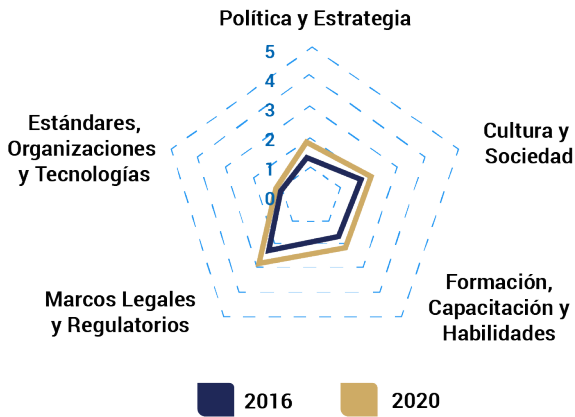 Política y Estrategia
5
4
3
2
1
0
Cultura y
Sociedad
Formación,
Capacitación y
Habilidades
Marcos Legales
y Regulatorios
Estándares,
Organizaciones
y Tecnologías
2016
2020